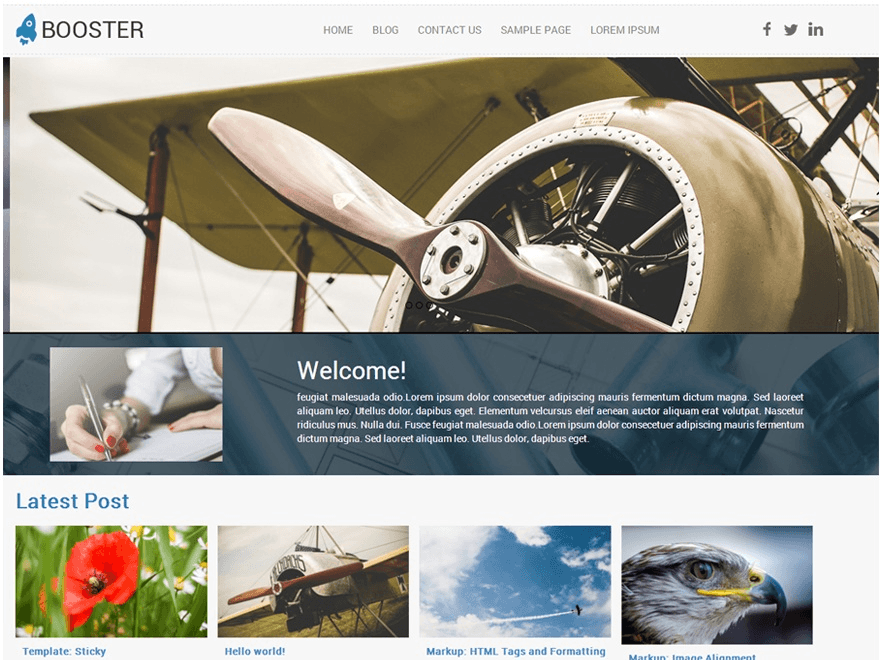 BOOSTER
HOME BLOG CONTACT US SAMPLE PAGE LOREM IPSUM
Welcome!
feugiat malesuada odio.Lorem ipsum dolor consecetuer adipiscing mauris fermentum dictum magna. Sed laoreet
aliquam leo. Utellus dolor, dapibus eget. Elementum velcursus eleif aenean auctor aliquam erat volutpat. Nascetur
ridiculus mus. Nulla dui. Fusce feugiat malesuada odio.Lorem ipsum dolor consecetuer adipiscing mauris fermentum
dictum magna. Sed laoreet aliquam leo. Utellus dolor, dapibus eget.
Latest Post
Template: Sticky
Hello world!
Markup: HTML Tags and Formatting
Markup: Image Alignment